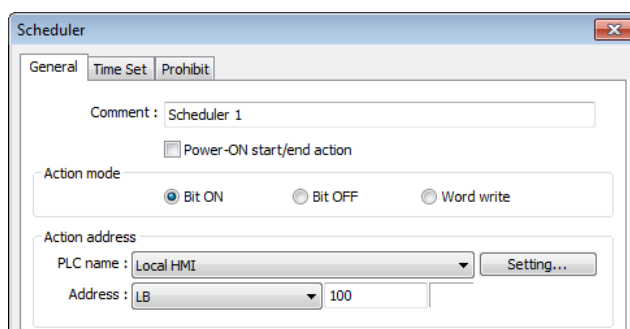 Scheduler
General Time Set Prohibit
Comment : Scheduler 1
Power-ON start/end action
Action mode
Bit ON Bit OFF Word write
Action address
PLC name : Local HMI Setting...
Address : LB 100